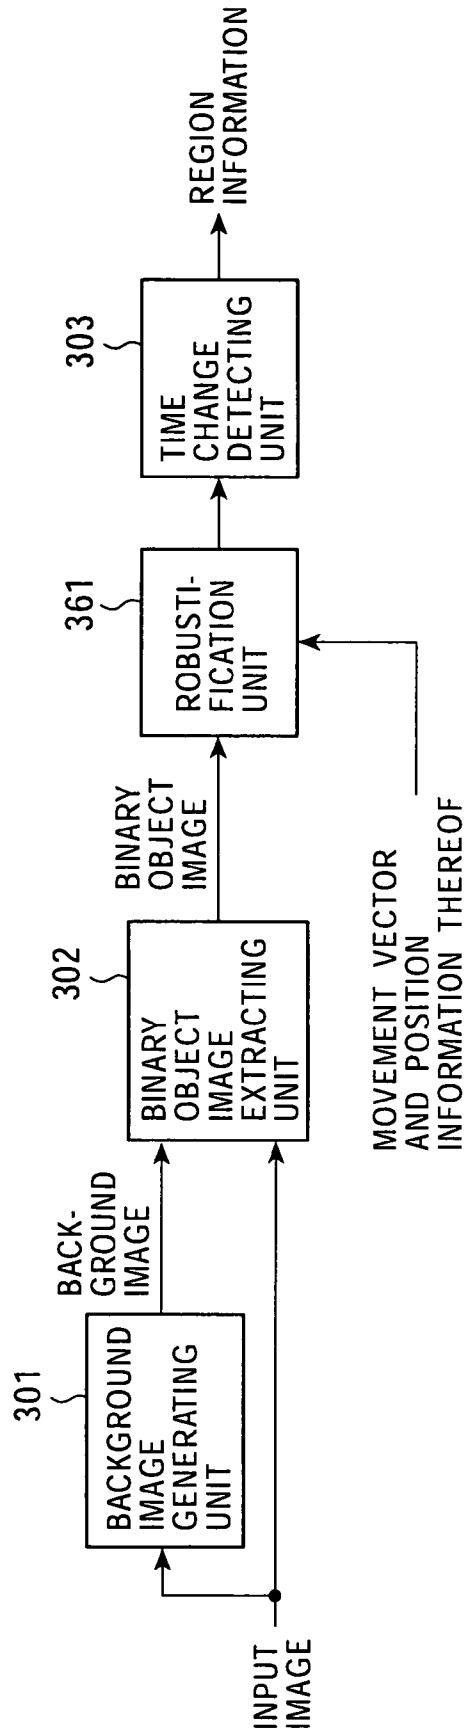 INPUT
IMAGE
301
BACKGROUND
IMAGE
GENERATING
UNIT
BACK-
GROUND
IMAGE
302
BINARY
OBJECT
IMAGE
EXTRACTING
UNIT
BINARY
OBJECT
IMAGE
MOVEMENT VECTOR
AND POSITION
INFORMATION THEREOF
361
ROBUSTI-
FICATION
UNIT
303
TIME
CHANGE
DETECTING
UNIT
REGION
INFORMATION